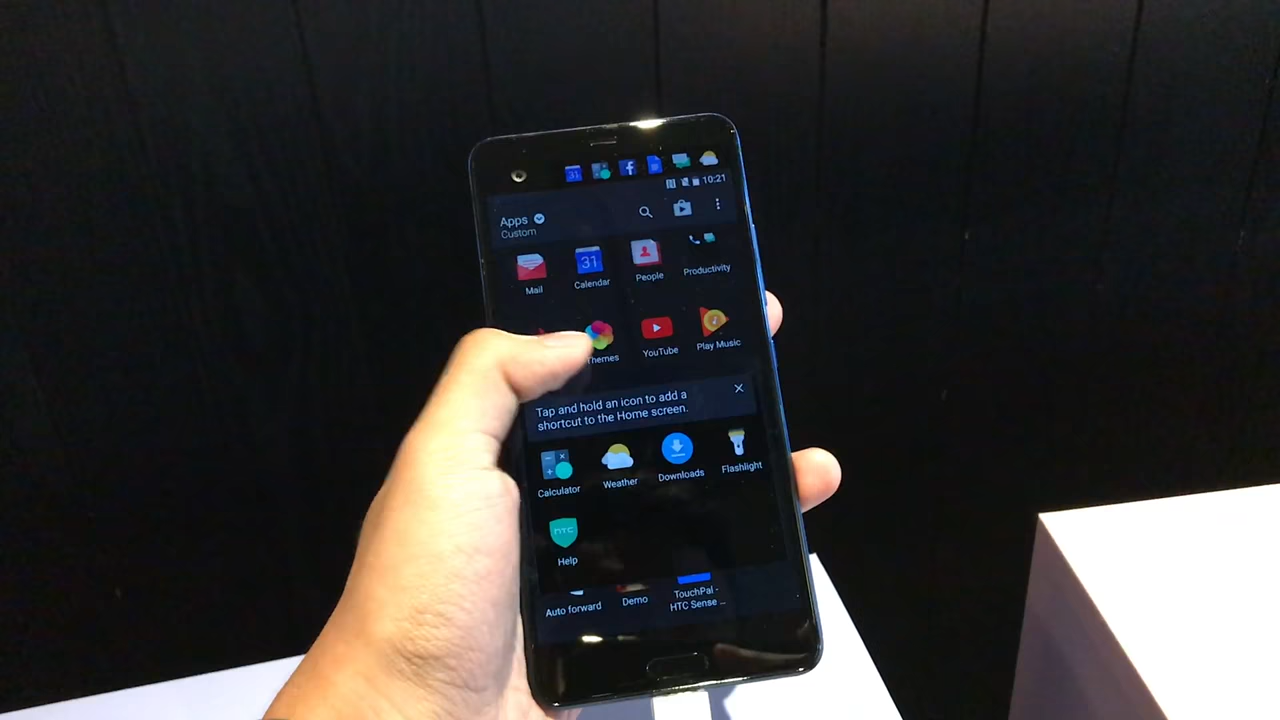 31
f
10:21
Apps
Custom
31
Mail
Calendar
People
Productivity
Themes
YouTube
Play Music
Tap and hold an icon to add a
shortcut to the Home screen.
Calculator
Weather
Downloads
Flashlight
hTC
Help
Auto forward
Demo
TouchPal -
HTC Sense ...